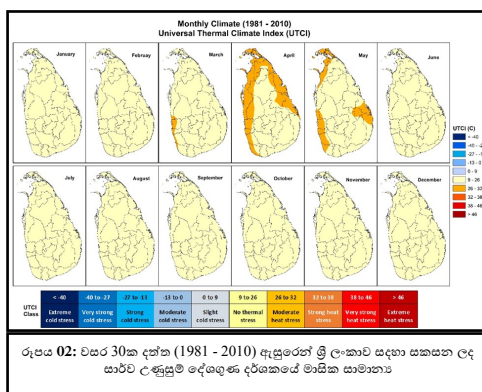 Monthly Climate (1981 - 2010)
Universal Thermal Climate Index (UTCI)
January
February
March
April
May
June
UTCI (C)
< -40
9 - 26
> 46
July
August
September
October
November
December
UTCI Class
< -40
-40 to -27
-27 to -13
-13 to 0
0 to 9
9 to 26
26 to 32
32 to 38
38 to 46
> 46
Extreme cold stress
Very strong cold stress
Strong cold stress
Moderate cold stress
Slight cold stress
No thermal stress
Moderate heat stress
Strong heat stress
Very strong heat stress
Extreme heat stress
රූපය 02: වසර 30ක දත්ත (1981 - 2010) ඇසුරෙන් ශ්‍රී ලංකාව සඳහා සකසන ලද
සාර්ව උණුසුම් දේශගුණ දර්ශකයේ මාසික සාමාන්‍ය